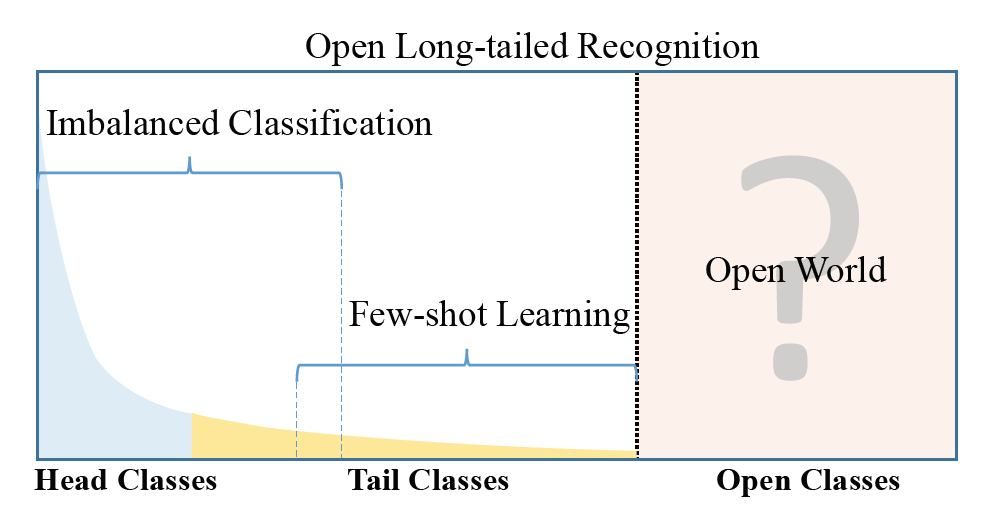 Open Long-tailed Recognition
Imbalanced Classification
Few-shot Learning
?
Open World
Head Classes
Tail Classes
Open Classes